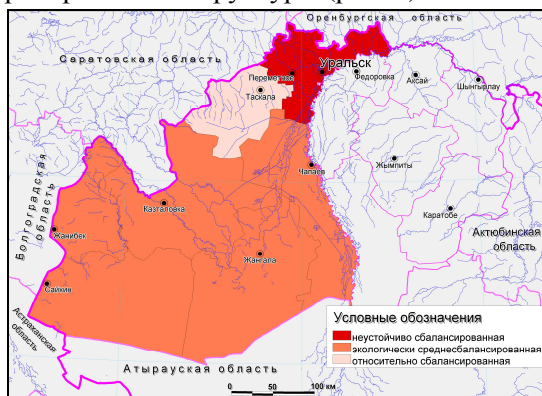 Оренбургская область
Саратовская область
Уральск
Переметное
Федоровка
Аксай
Шынгырлау
Таскала
Чапаев
Жымпиты
Казталовка
Каратобе
Волгоградская
область
Жанибек
Актюбинская
область
Жангала
Сайхин
Астраханская
область
Атырауская область
Условные обозначения
неустойчиво сбалансированная
экологически среднесбалансированная
относительно сбалансированная
0 50 100 км